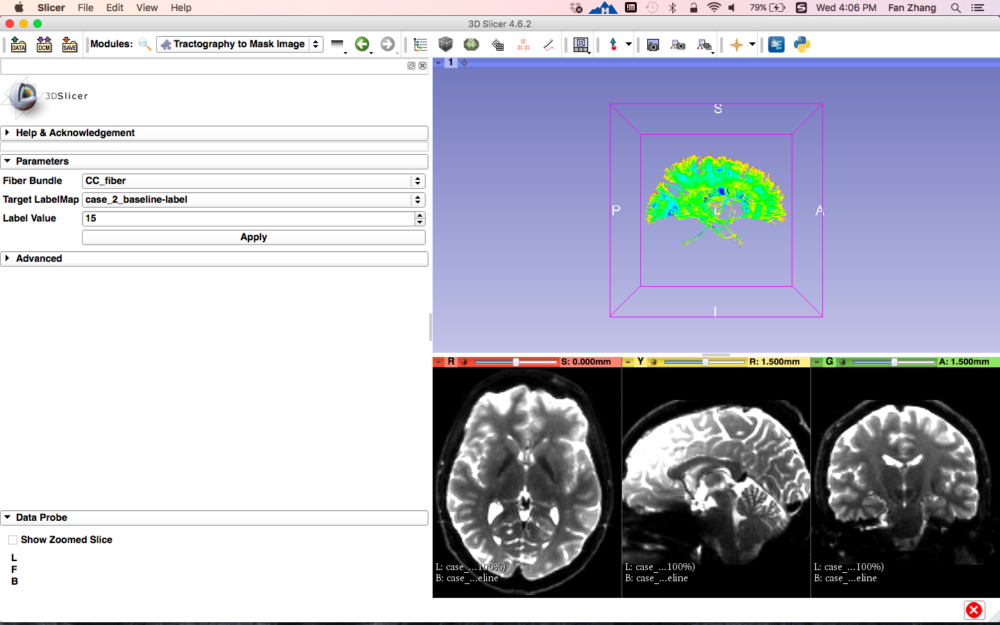 Slicer File Edit View Help 79% Wed 4:06 PM Fan Zhang
3D Slicer 4.6.2
DATA DCM SAVE Modules: Tractography to Mask Image
1
3DSlicer
Help & Acknowledgement
Parameters
Fiber Bundle CC_fiber
Target LabelMap case_2_baseline-label
Label Value 15
Apply
Advanced
Data Probe
Show Zoomed Slice
L
F
B
S
P
A
I
R S: 0.000mm
Y R: 1.500mm
G A: 1.500mm
L: case_...100%)
B: case_...eline
L: case_...100%)
B: case_...eline
L: case_...100%)
B: case_...eline